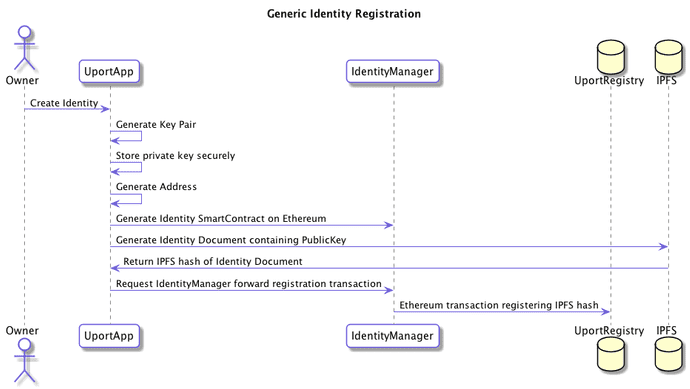 Generic Identity Registration
Owner
UportApp
IdentityManager
UportRegistry
IPFS
Create Identity
Generate Key Pair
Store private key securely
Generate Address
Generate Identity SmartContract on Ethereum
Generate Identity Document containing PublicKey
Return IPFS hash of Identity Document
Request IdentityManager forward registration transaction
Ethereum transaction registering IPFS hash
Owner
UportApp
IdentityManager
UportRegistry
IPFS